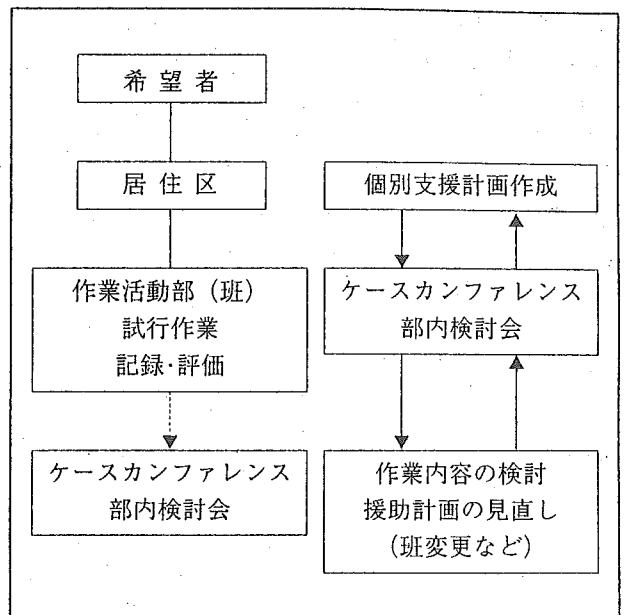 希望者
居住区
作業活動部（班）
試行作業
記録・評価
ケースカンファレンス
部内検討会
個別支援計画作成
ケースカンファレンス
部内検討会
作業内容の検討
援助計画の見直し
（班変更など）